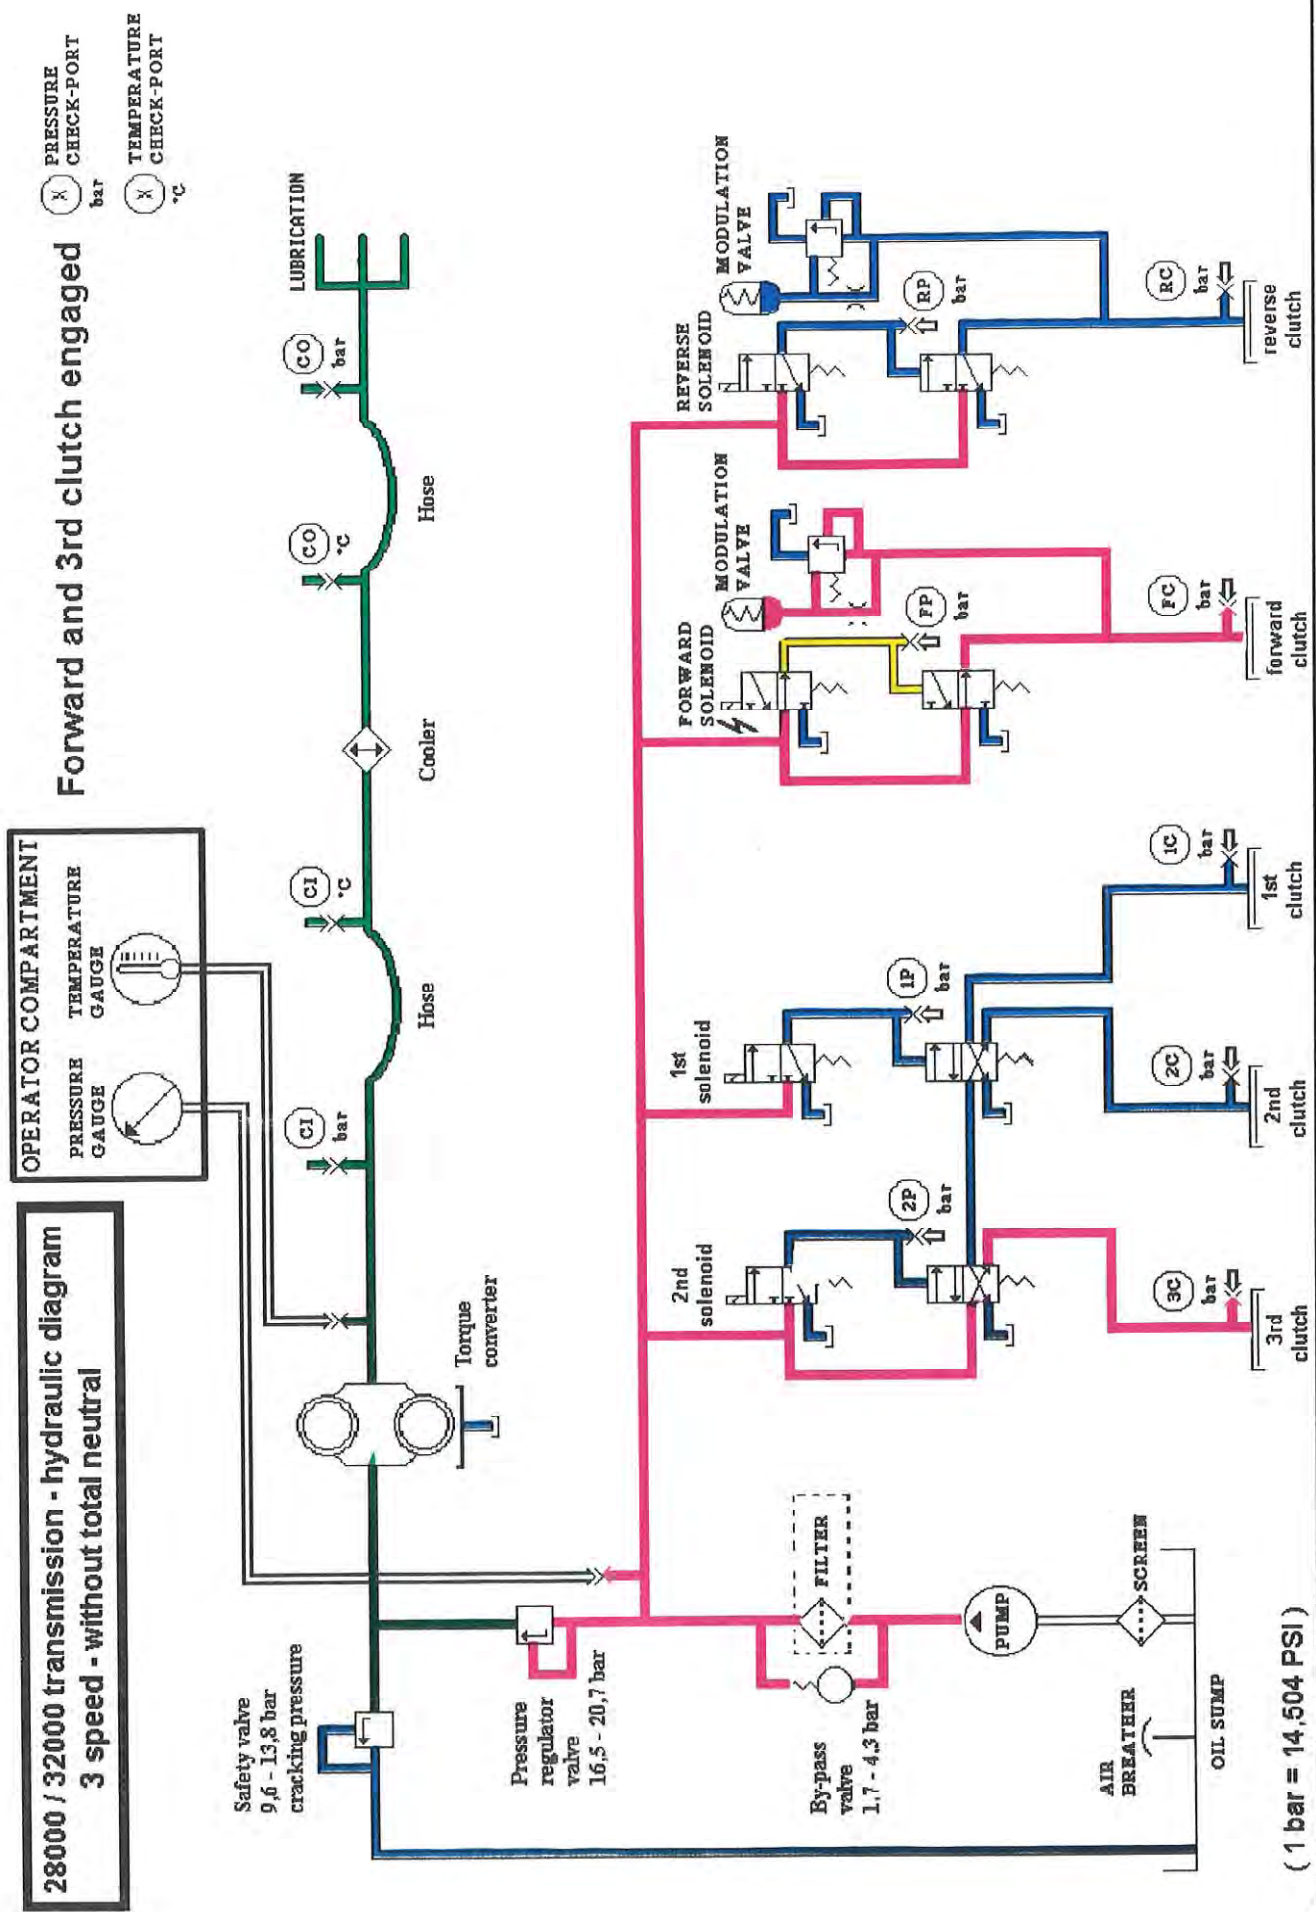 28000 / 32000 transmission - hydraulic diagram
3 speed - without total neutral
OPERATOR COMPARTMENT
PRESSURE
GAUGE
TEMPERATURE
GAUGE
Forward and 3rd clutch engaged
X
PRESSURE
CHECK-PORT
bar
X
TEMPERATURE
CHECK-PORT
°C
Safety valve
9,6 - 13,8 bar
cracking pressure
CI
bar
CI
°C
CO
°C
CO
bar
LUBRICATION
Torque
converter
Hose
Cooler
Hose
Pressure
regulator
valve
16,5 - 20,7 bar
By-pass
valve
1,7 - 4,3 bar
FILTER
PUMP
SCREEN
AIR
BREATHER
OIL SUMP
2nd
solenoid
1st
solenoid
FORWARD
SOLENOID
MODULATION
VALVE
REVERSE
SOLENOID
MODULATION
VALVE
2P
bar
1P
bar
FP
bar
RP
bar
3C
bar
2C
bar
1C
bar
FC
bar
RC
bar
3rd
clutch
2nd
clutch
1st
clutch
forward
clutch
reverse
clutch
( 1 bar = 14,504 PSI )